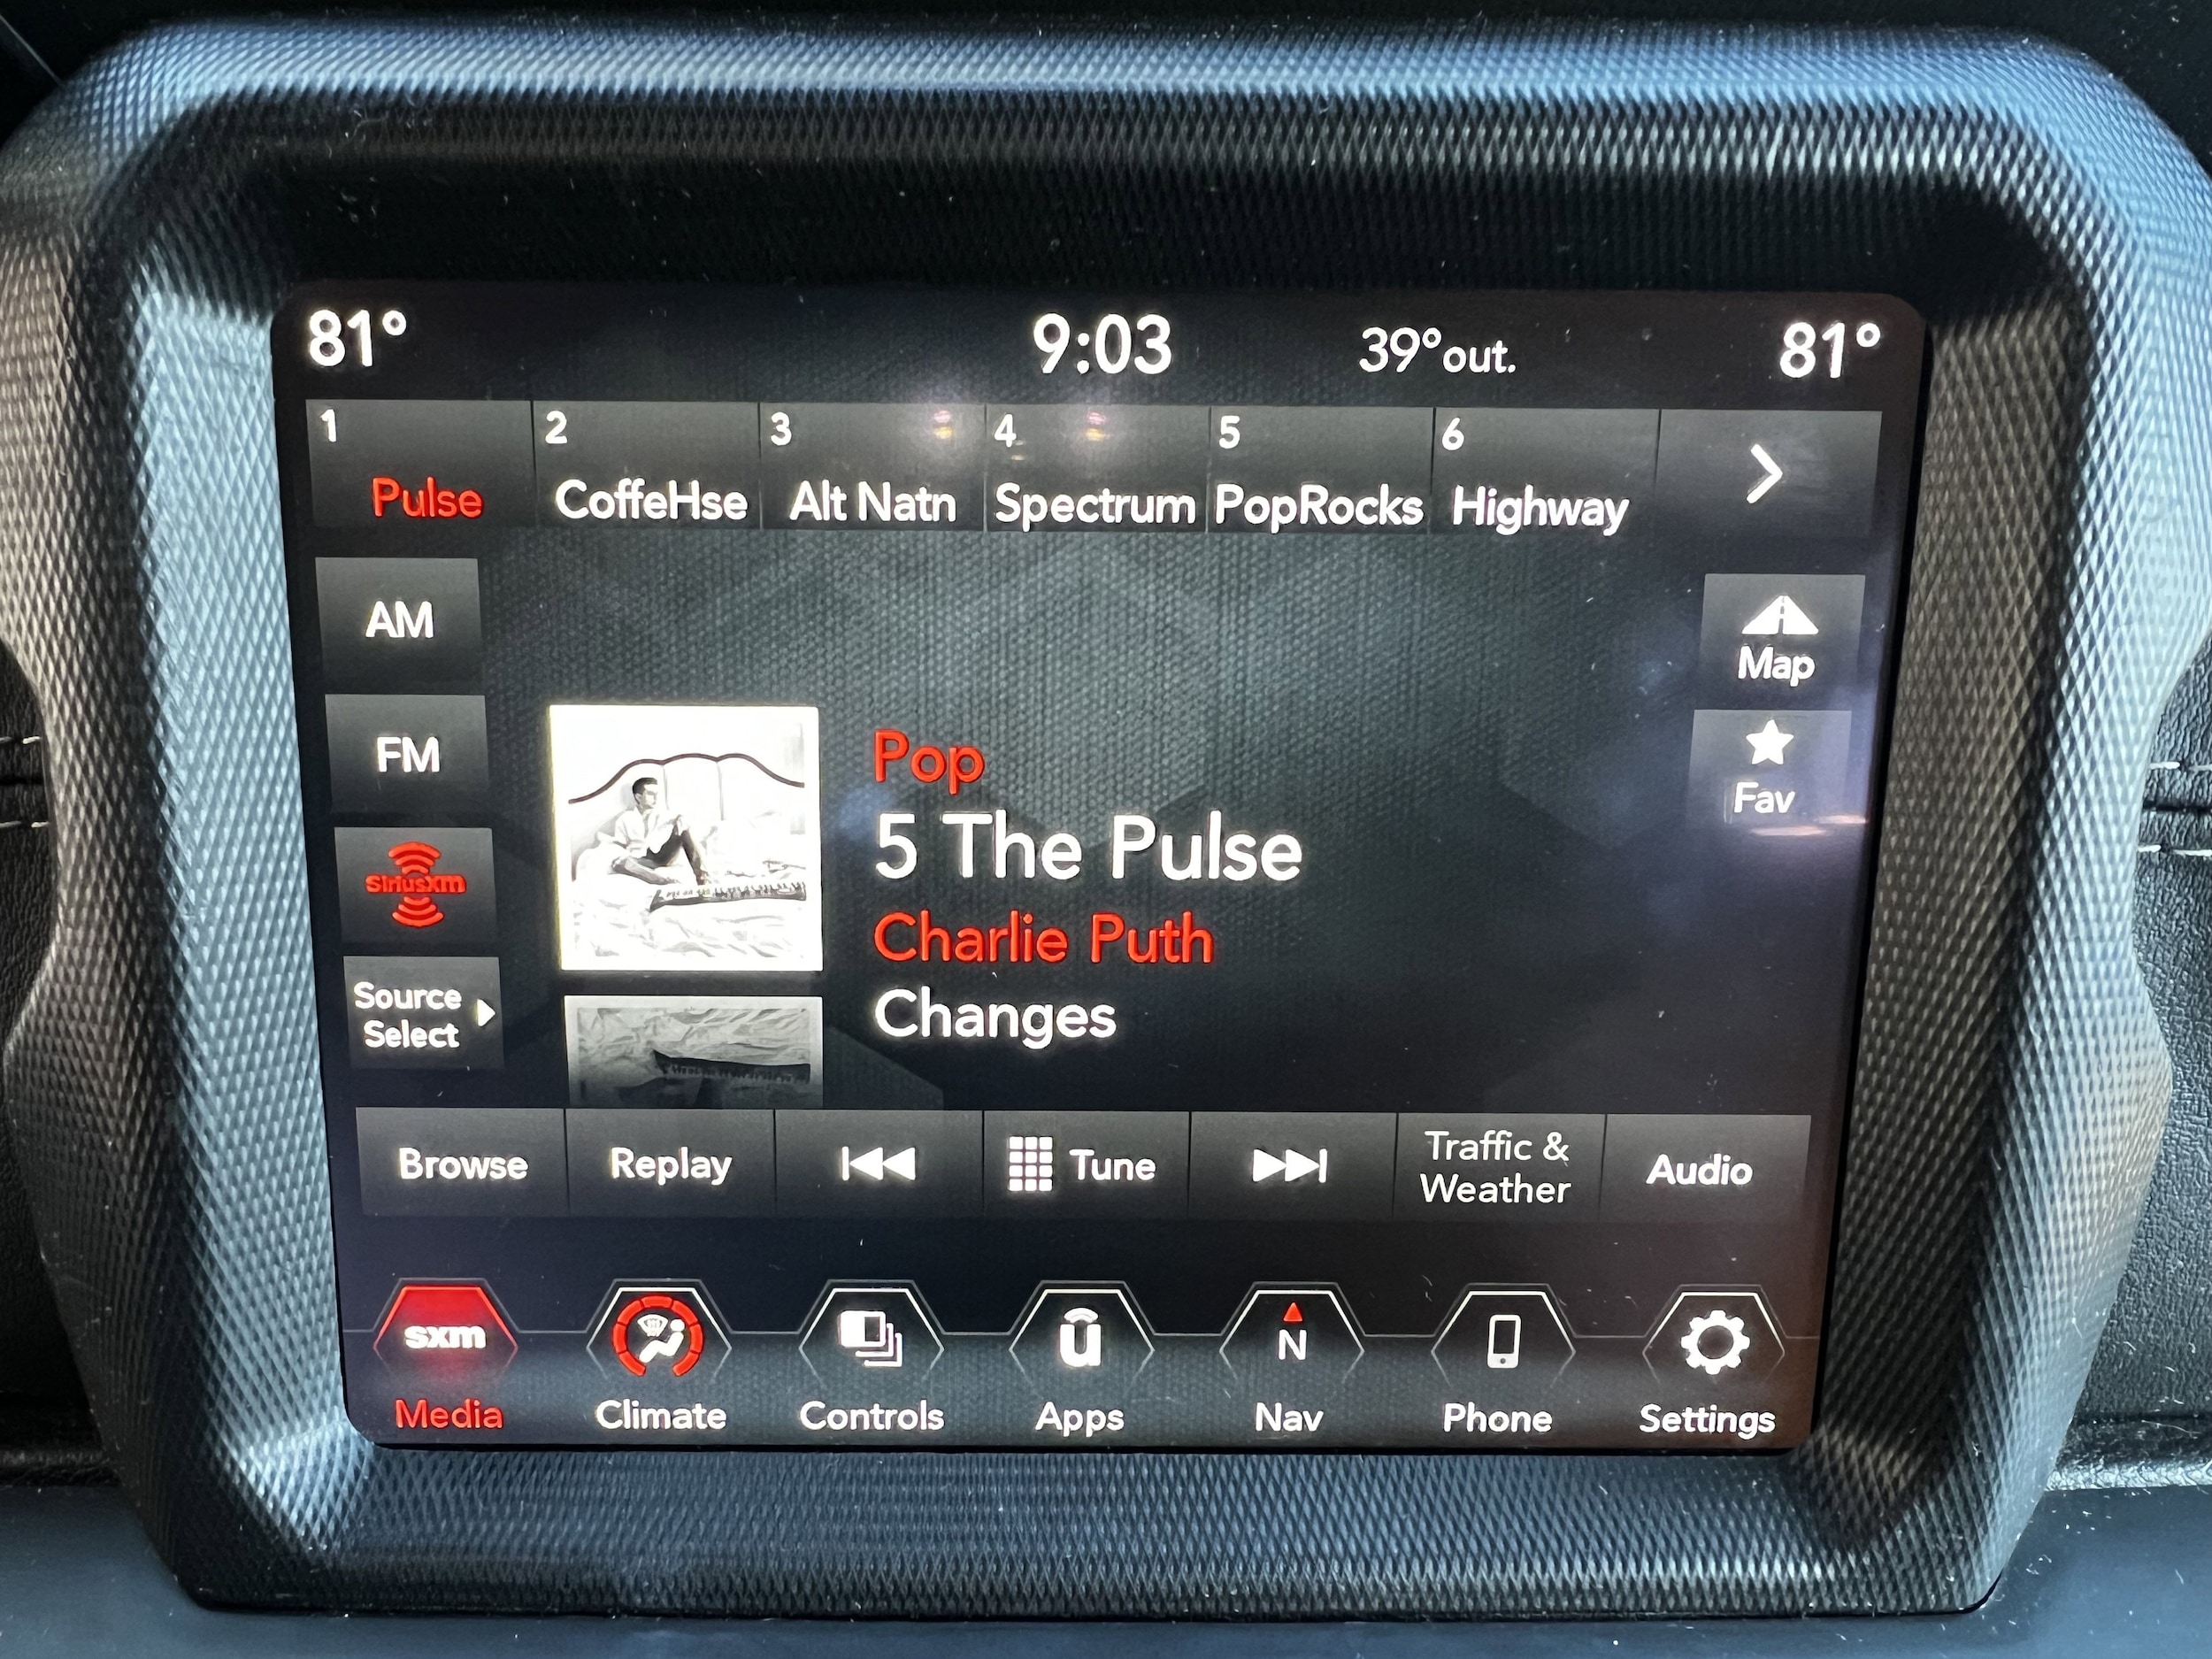 81° 9:03 39°out. 81°
1 2 3 4 5 6
Pulse CoffeHse Alt Natn Spectrum PopRocks Highway
AM
Map
FM
Fav
Pop
5 The Pulse
siriusxm
Charlie Puth
Source
Select
Changes
Browse Replay Tune Traffic & Audio
Weather
sxm u N
Media Climate Controls Apps Nav Phone Settings